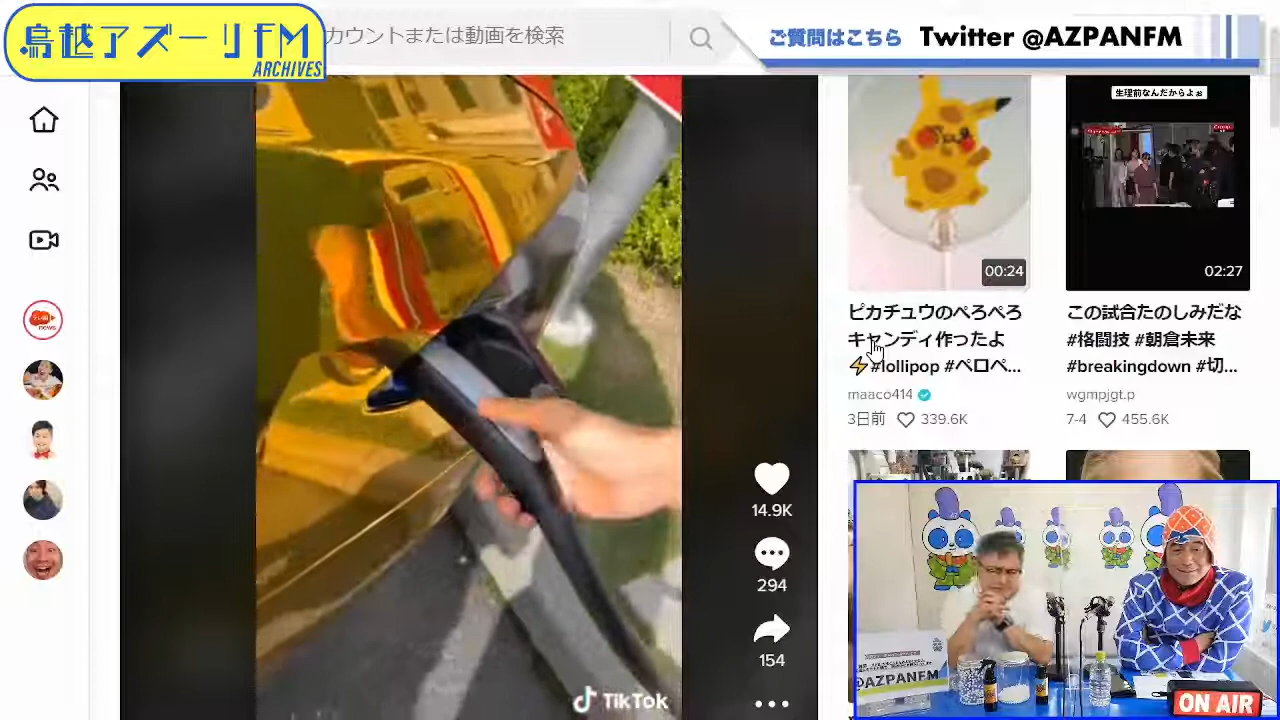 鳥越アズーリFM
ARCHIVES
カウントまたは動画を検索
ご質問はこちら Twitter @AZPANFM
生理前なんだからよぉ
00:24
02:27
ピカチュウのぺろぺろ
キャンディ作ったよ
⚡#lollipop #ペロペ...
maaco414
3日前 339.6K
この試合たのしみだな
#格闘技 #朝倉未来
#breakingdown #切...
wgmpjgt.p
7-4 455.6K
14.9K
294
154
TikTok
news
@AZPANFM
ON AIR